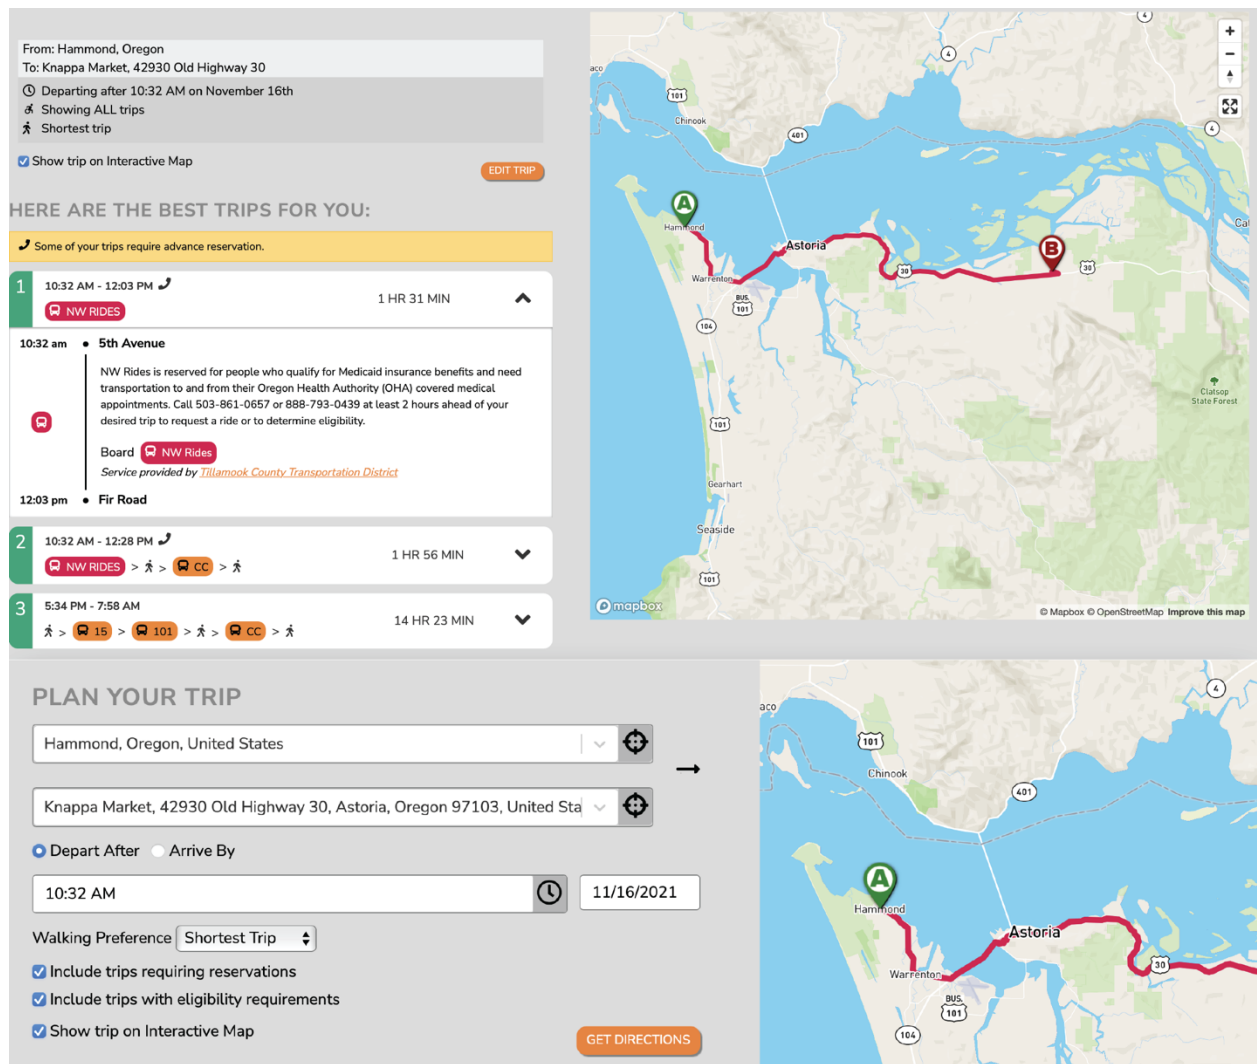 From: Hammond, Oregon
To: Knappa Market, 42930 Old Highway 30
Departing after 10:32 AM on November 16th
Showing ALL trips
Shortest trip
Show trip on Interactive Map
EDIT TRIP
HERE ARE THE BEST TRIPS FOR YOU:
Some of your trips require advance reservation.
1
10:32 AM - 12:03 PM
NW RIDES
1 HR 31 MIN
10:32 am
5th Avenue
NW Rides is reserved for people who qualify for Medicaid insurance benefits and need
transportation to and from their Oregon Health Authority (OHA) covered medical
appointments. Call 503-861-0657 or 888-793-0439 at least 2 hours ahead of your
desired trip to request a ride or to determine eligibility.
Board NW Rides
Service provided by Tillamook County Transportation District
12:03 pm
Fir Road
2
10:32 AM - 12:28 PM
NW RIDES > > CC >
1 HR 56 MIN
3
5:34 PM - 7:58 AM
> 15 > 101 > > CC >
14 HR 23 MIN
4
4
aco
101
Chinook
401
4
A
Hammond
Astoria
B
30
30
Cat
Warrenton
BUS.
101
104
Clatsop
State Forest
101
Gearhart
Seaside
101
mapbox
© Mapbox © OpenStreetMap Improve this map
+
−
PLAN YOUR TRIP
Hammond, Oregon, United States
Knappa Market, 42930 Old Highway 30, Astoria, Oregon 97103, United Sta
Depart After
Arrive By
10:32 AM
11/16/2021
Walking Preference
Shortest Trip
Include trips requiring reservations
Include trips with eligibility requirements
Show trip on Interactive Map
GET DIRECTIONS
aco
4
101
Chinook
401
A
Hammond
Astoria
30
Warrenton
BUS.
101
104